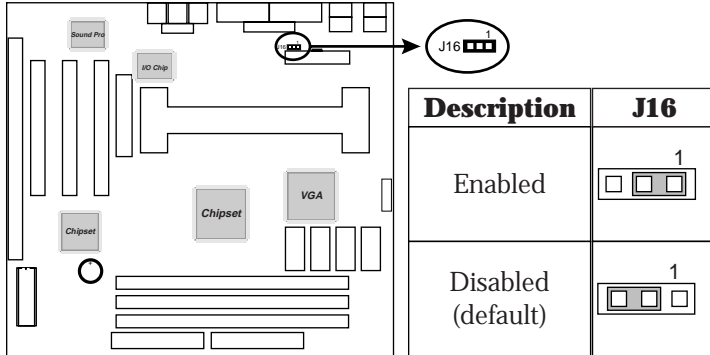 Sound Pro
I/O Chip
J16 1
J16 1
Chipset
VGA
Chipset
Description J16
Enabled 1
Disabled
(default) 1